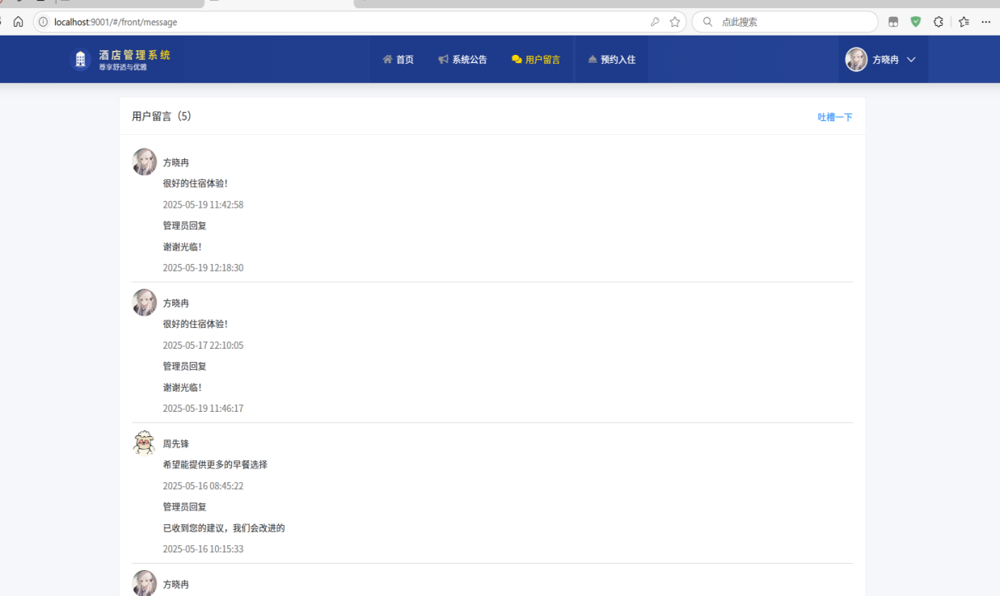 localhost:9001/#/front/message
点此搜索
酒店管理系统
尊享舒适与优雅
首页
系统公告
用户留言
预约入住
方晓冉
用户留言（5）
吐槽一下
方晓冉
很好的住宿体验！
2025-05-19 11:42:58
管理员回复
谢谢光临！
2025-05-19 12:18:30
方晓冉
很好的住宿体验！
2025-05-17 22:10:05
管理员回复
谢谢光临！
2025-05-19 11:46:17
周先锋
希望能提供更多的早餐选择
2025-05-16 08:45:22
管理员回复
已收到您的建议，我们会改进的
2025-05-16 10:15:33
方晓冉